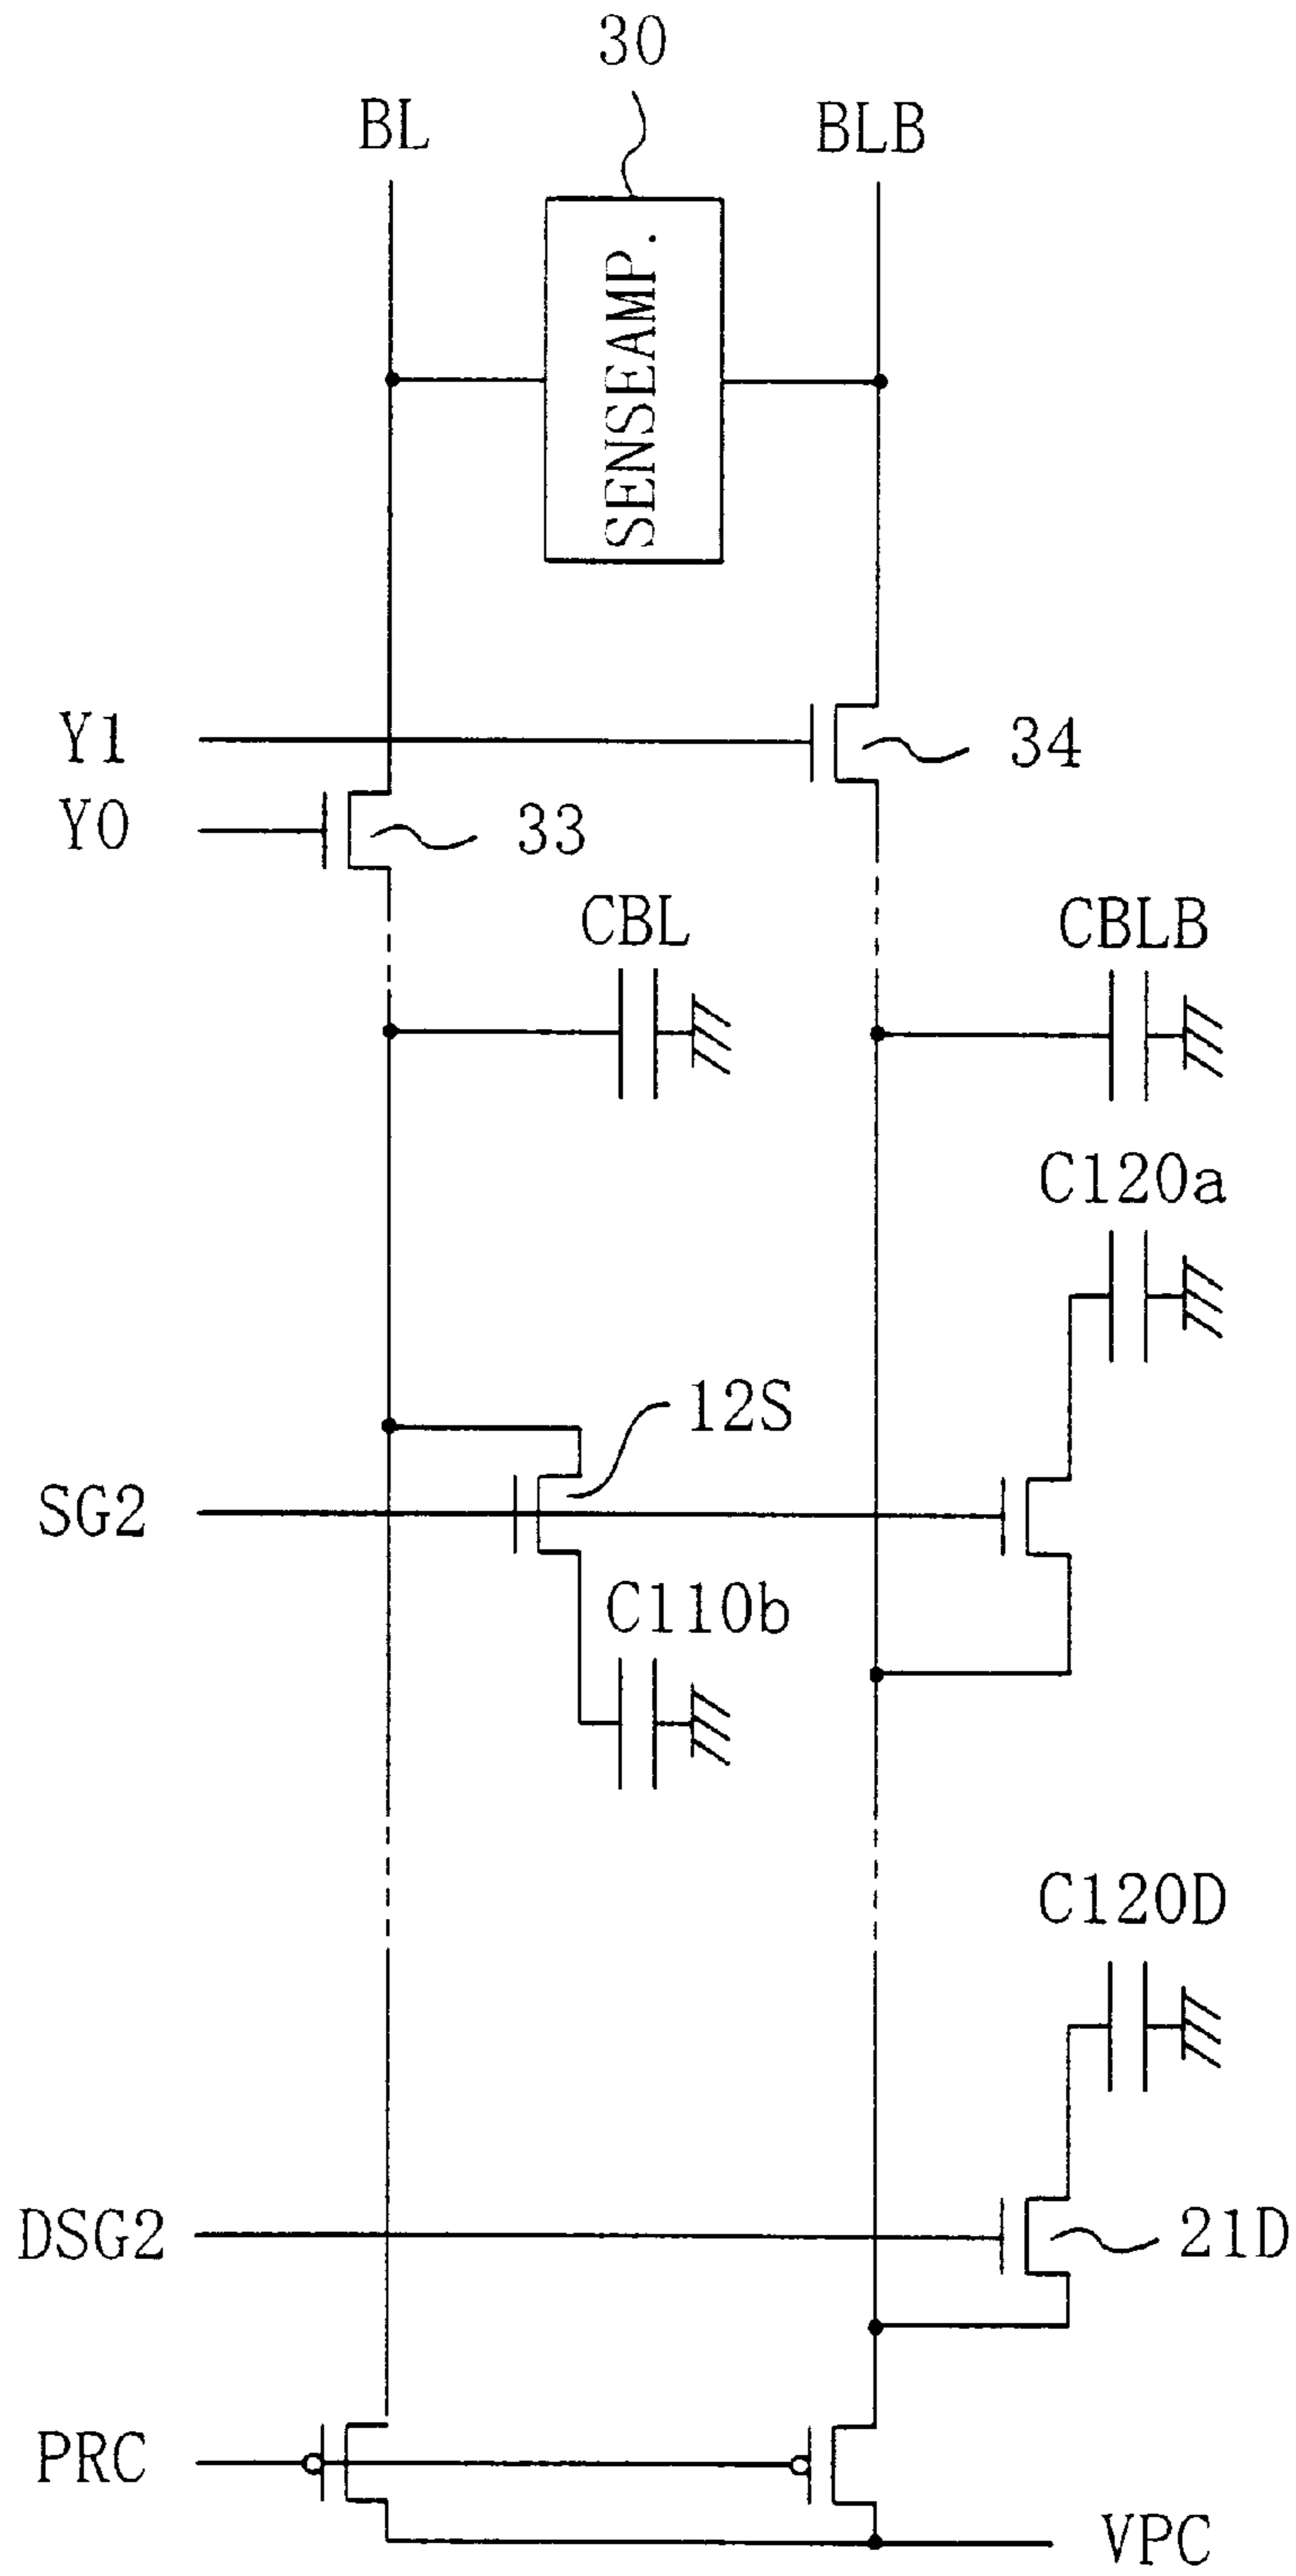 30
BL
BLB
SENSEAMP.
Y1
34
Y0
33
CBL
CBLB
C120a
12S
SG2
C110b
C120D
DSG2
21D
PRC
VPC